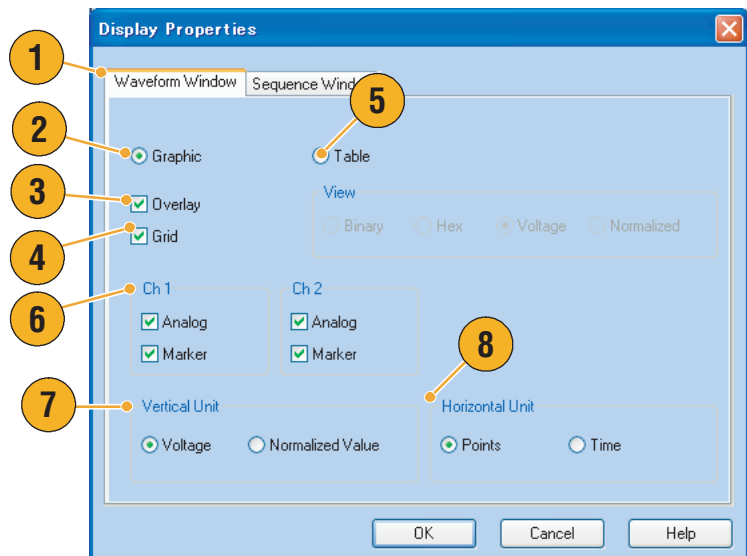 Display Properties
1
Waveform Window
Sequence Wind
5
2
Graphic
Table
3
Overlay
View
Binary Hex Voltage Normalized
4
Grid
6
Ch 1
Ch 2
Analog
Analog
Marker
Marker
8
7
Vertical Unit
Horizontal Unit
Voltage Normalized Value
Points Time
OK Cancel Help